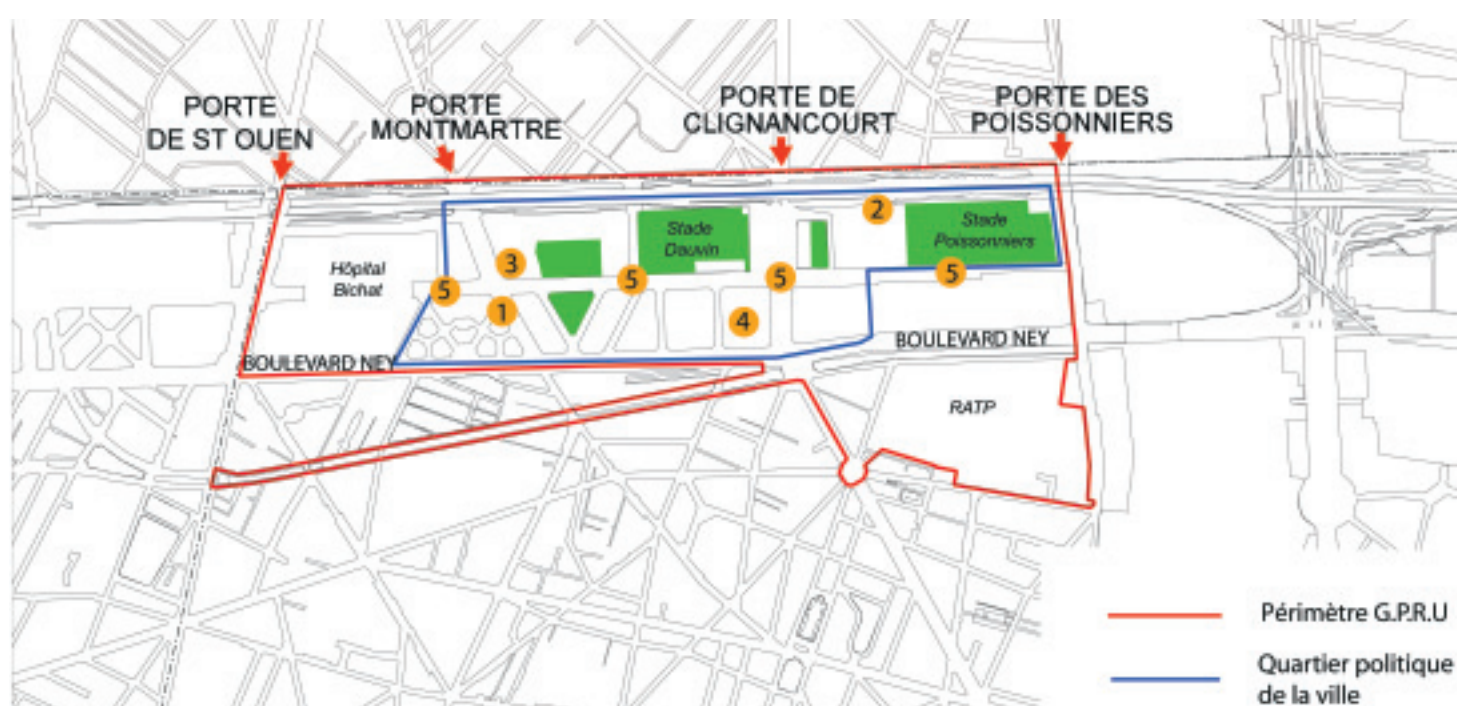 PORTE
DE ST OUEN
PORTE
MONTMARTRE
PORTE DE
CLIGNANCOURT
PORTE DES
POISSONNIERS
2
Stade
Dauvin
Stade
Poissonniers
3
Hôpital
Bichat
5
5
5
5
1
4
BOULEVARD NEY
BOULEVARD NEY
RATP
Périmètre G.P.R.U
Quartier politique
de la ville